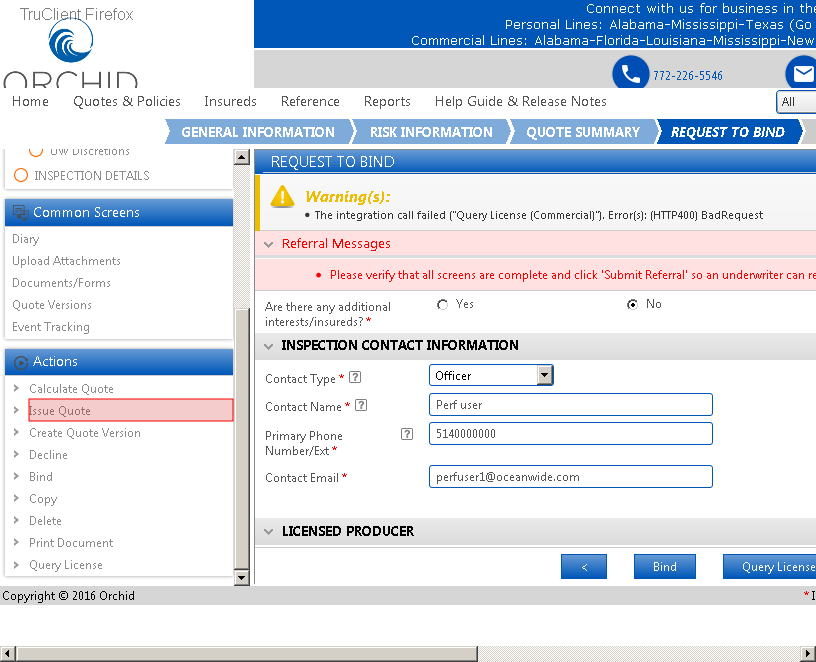 TruClient Firefox
ORCHID
Connect with us for business in the
Personal Lines: Alabama-Mississippi-Texas (Go
Commercial Lines: Alabama-Florida-Louisiana-Mississippi-New
772-226-5546
Home Quotes & Policies Insureds Reference Reports Help Guide & Release Notes All
GENERAL INFORMATION RISK INFORMATION QUOTE SUMMARY REQUEST TO BIND
UW Discretions
INSPECTION DETAILS
Common Screens
Diary
Upload Attachments
Documents/Forms
Quote Versions
Event Tracking
Actions
Calculate Quote
Issue Quote
Create Quote Version
Decline
Bind
Copy
Delete
Print Document
Query License
REQUEST TO BIND
Warning(s):
• The integration call failed ("Query License (Commercial)"). Error(s): (HTTP400) BadRequest
Referral Messages
• Please verify that all screens are complete and click 'Submit Referral' so an underwriter can re
Are there any additional
interests/insureds? * Yes No
INSPECTION CONTACT INFORMATION
Contact Type * ? Officer
Contact Name * ? Perf user
Primary Phone ? 5140000000
Number/Ext *
Contact Email * perfuser1@oceanwide.com
LICENSED PRODUCER
< Bind Query License
Copyright © 2016 Orchid
* I